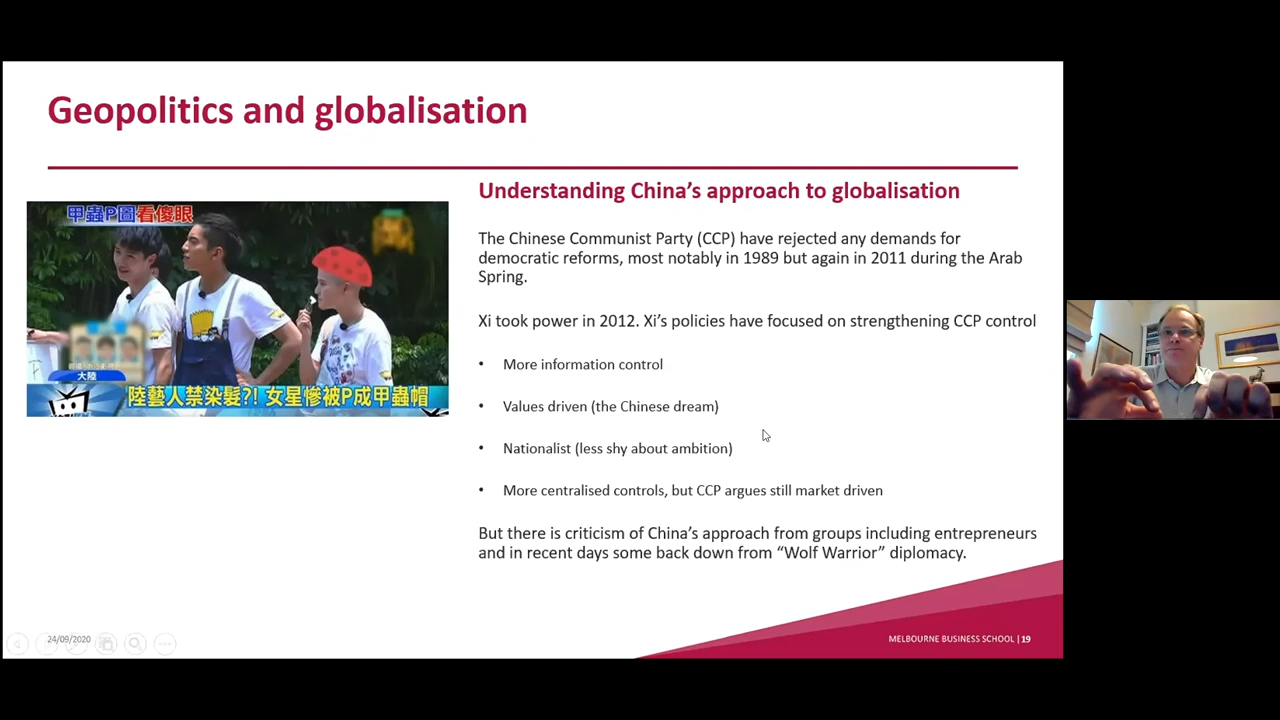 Geopolitics and globalisation
甲蟲P圖看傻眼
大陸
陸藝人禁染髮?! 女星慘被P成甲蟲帽
Understanding China’s approach to globalisation
The Chinese Communist Party (CCP) have rejected any demands for
democratic reforms, most notably in 1989 but again in 2011 during the Arab
Spring.
Xi took power in 2012. Xi’s policies have focused on strengthening CCP control
• More information control
• Values driven (the Chinese dream)
• Nationalist (less shy about ambition)
• More centralised controls, but CCP argues still market driven
But there is criticism of China’s approach from groups including entrepreneurs
and in recent days some back down from “Wolf Warrior” diplomacy.
24/09/2020
MELBOURNE BUSINESS SCHOOL | 19